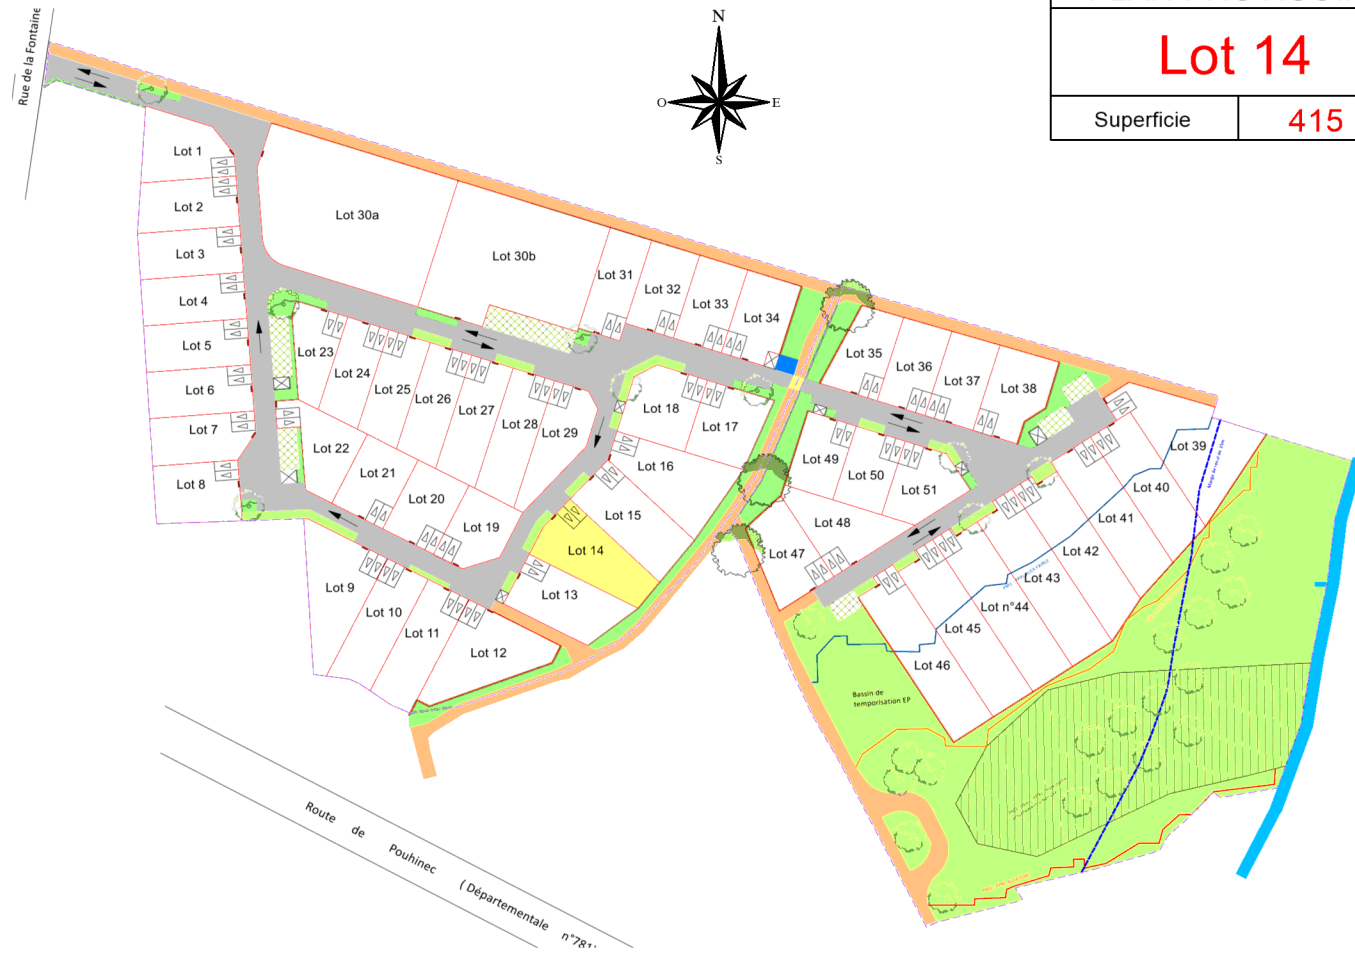 Rue de la Fontaine
N
O
E
S
Lot 14
Superficie
415
Lot 1
Lot 2
Lot 3
Lot 4
Lot 5
Lot 6
Lot 7
Lot 8
Lot 30a
Lot 30b
Lot 31
Lot 32
Lot 33
Lot 34
Lot 35
Lot 36
Lot 37
Lot 38
Lot 39
Lot 40
Lot 41
Lot 42
Lot 43
Lot n°44
Lot 45
Lot 46
Lot 23
Lot 24
Lot 25
Lot 26
Lot 27
Lot 28
Lot 29
Lot 22
Lot 21
Lot 20
Lot 19
Lot 18
Lot 17
Lot 16
Lot 15
Lot 14
Lot 13
Lot 49
Lot 50
Lot 51
Lot 48
Lot 47
Lot 9
Lot 10
Lot 11
Lot 12
Bassin de
temporisation EP
Route de Pouhinec (Départementale n°781